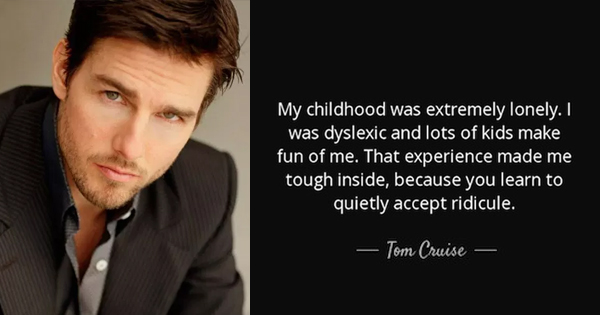 My childhood was extremely lonely. I
was dyslexic and lots of kids make
fun of me. That experience made me
tough inside, because you learn to
quietly accept ridicule.
Tom Cruise